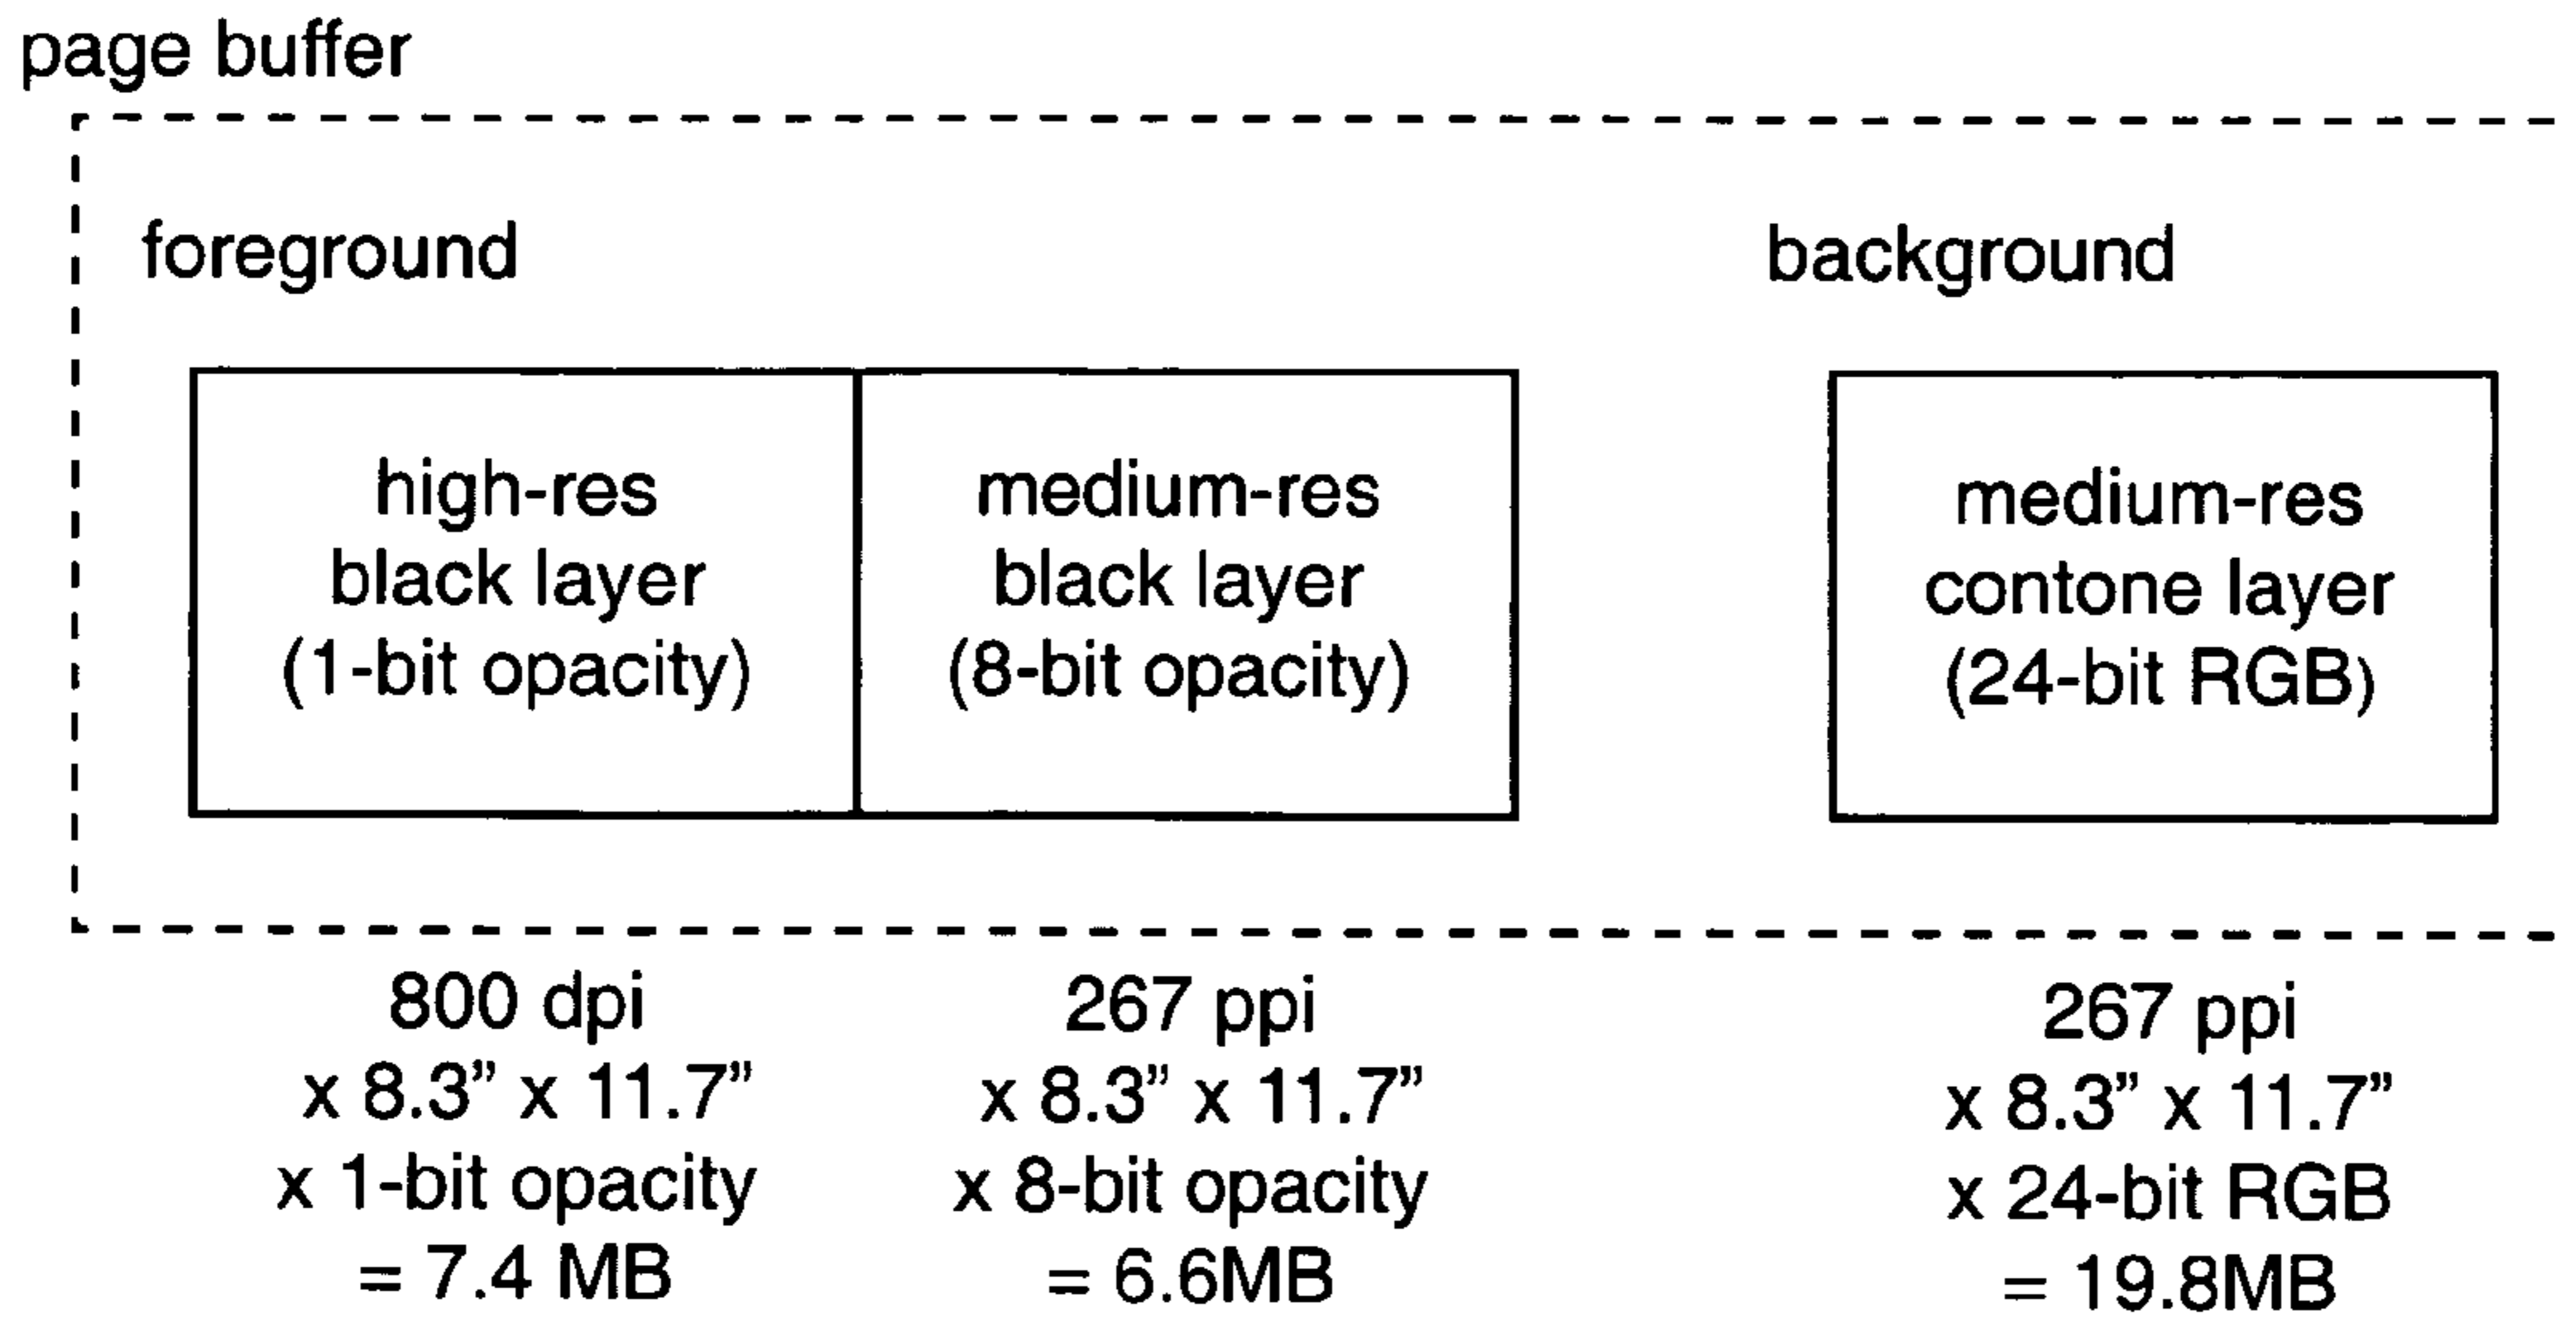 page buffer
foreground
background
high-res
black layer
(1-bit opacity)
medium-res
black layer
(8-bit opacity)
medium-res
contone layer
(24-bit RGB)
800 dpi
x 8.3” x 11.7”
x 1-bit opacity
= 7.4 MB
267 ppi
x 8.3” x 11.7”
x 8-bit opacity
= 6.6MB
267 ppi
x 8.3” x 11.7”
x 24-bit RGB
= 19.8MB